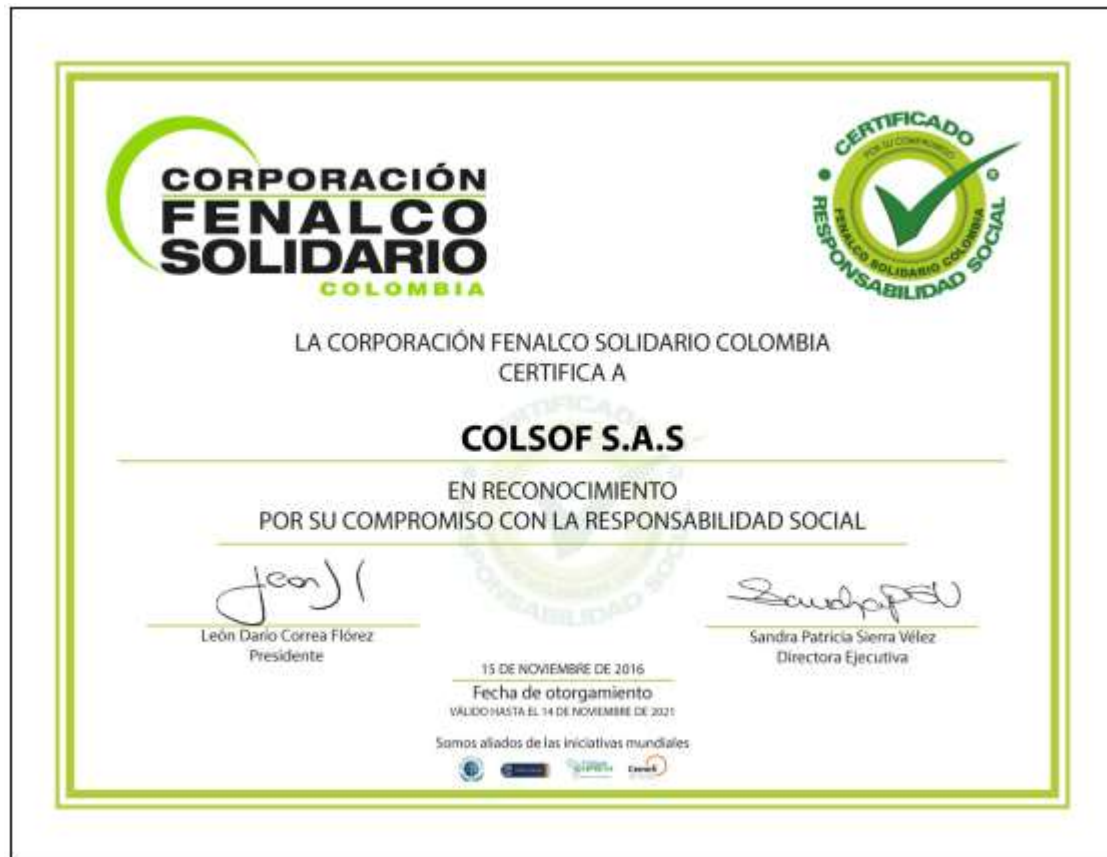 CORPORACIÓN
FENALCO
SOLIDARIO
COLOMBIA
CERTIFICADO
POR SU COMPROMISO
FENALCO SOLIDARIO COLOMBIA
RESPONSABILIDAD SOCIAL
LA CORPORACIÓN FENALCO SOLIDARIO COLOMBIA
CERTIFICA A
COLSOF S.A.S
EN RECONOCIMIENTO
POR SU COMPROMISO CON LA RESPONSABILIDAD SOCIAL
León Darío Correa Flórez
Presidente
Sandra Patricia Sierra Vélez
Directora Ejecutiva
15 DE NOVIEMBRE DE 2016
Fecha de otorgamiento
VÁLIDO HASTA EL 14 DE NOVIEMBRE DE 2021
Somos aliados de las iniciativas mundiales